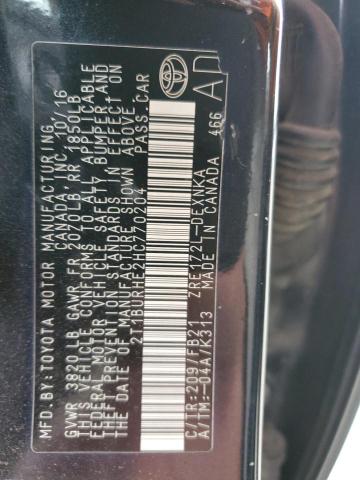 MFD.BY:TOYOTA MOTOR MANUFACTURING
CANADA, INC. 10/16
GVWR 3820LB GAWR FR 2070LB RR 1850LB
THIS VEHICLE CONFORMS TO ALL APPLICABLE
FEDERAL MOTOR VEHICLE SAFETY BUMPER, AND
THEFT PREVENTION STANDARDS IN EFFECT ON
THE DATE OF MANUFACTURE SHOWN ABOVE.
2T1BURHE2HC770204 PASS.CAR
C/TR:209/FB21 ZRE172L-DEXNKA
A/TM:-04A/K313 MADE IN CANADA 466
AD